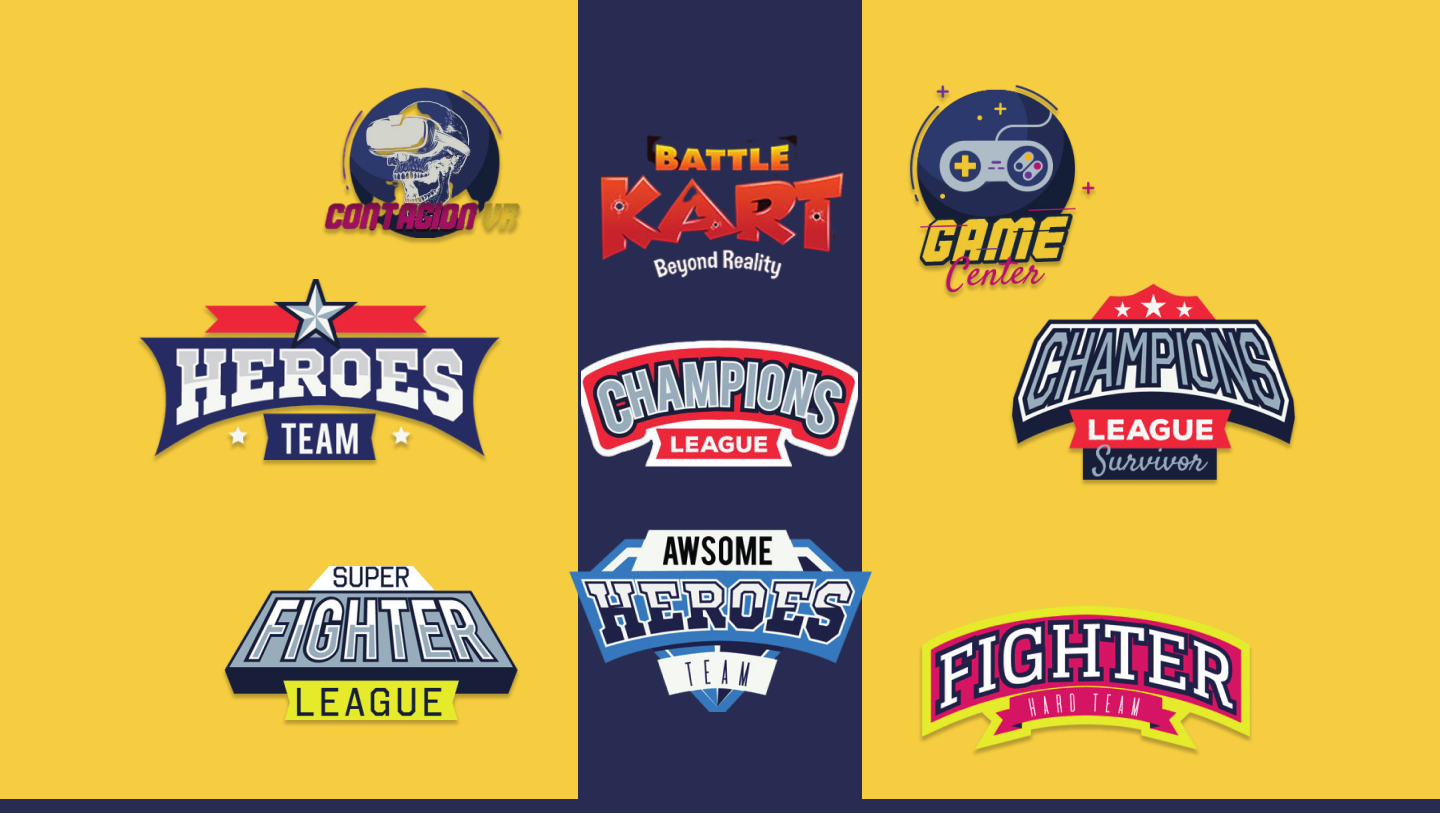 CONTAGION VR
BATTLE
KART
Beyond Reality
GAME
Center
HEROES
TEAM
CHAMPIONS
LEAGUE
CHAMPIONS
LEAGUE
Survivor
SUPER
FIGHTER
LEAGUE
AWSOME
HEROES
TEAM
FIGHTER
HARD TEAM